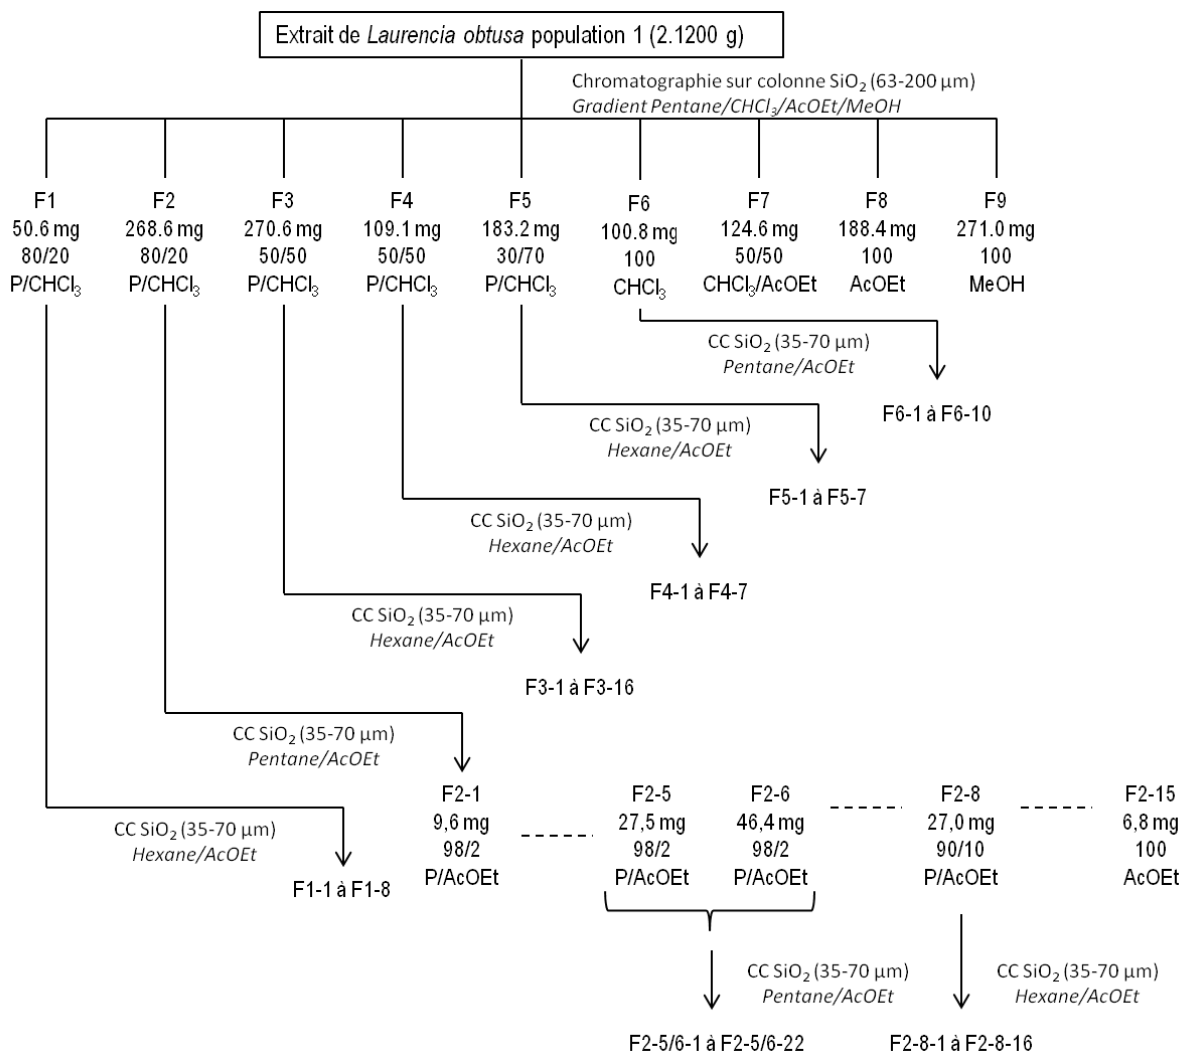 Extrait de Laurencia obtusa population 1 (2.1200 g)
Chromatographie sur colonne SiO₂ (63-200 µm)
Gradient Pentane/CHCl₃/AcOEt/MeOH
F1
50.6 mg
80/20
P/CHCl₃
F2
268.6 mg
80/20
P/CHCl₃
F3
270.6 mg
50/50
P/CHCl₃
F4
109.1 mg
50/50
P/CHCl₃
F5
183.2 mg
30/70
P/CHCl₃
F6
100.8 mg
100
CHCl₃
F7
124.6 mg
50/50
CHCl₃/AcOEt
F8
188.4 mg
100
AcOEt
F9
271.0 mg
100
MeOH
CC SiO₂ (35-70 µm)
Pentane/AcOEt
F6-1 à F6-10
CC SiO₂ (35-70 µm)
Hexane/AcOEt
F5-1 à F5-7
CC SiO₂ (35-70 µm)
Hexane/AcOEt
F4-1 à F4-7
CC SiO₂ (35-70 µm)
Hexane/AcOEt
F3-1 à F3-16
CC SiO₂ (35-70 µm)
Pentane/AcOEt
F2-1
9,6 mg
98/2
P/AcOEt
F2-5
27,5 mg
98/2
P/AcOEt
F2-6
46,4 mg
98/2
P/AcOEt
F2-8
27,0 mg
90/10
P/AcOEt
F2-15
6,8 mg
100
AcOEt
CC SiO₂ (35-70 µm)
Hexane/AcOEt
F1-1 à F1-8
CC SiO₂ (35-70 µm)
Pentane/AcOEt
F2-5/6-1 à F2-5/6-22
CC SiO₂ (35-70 µm)
Hexane/AcOEt
F2-8-1 à F2-8-16